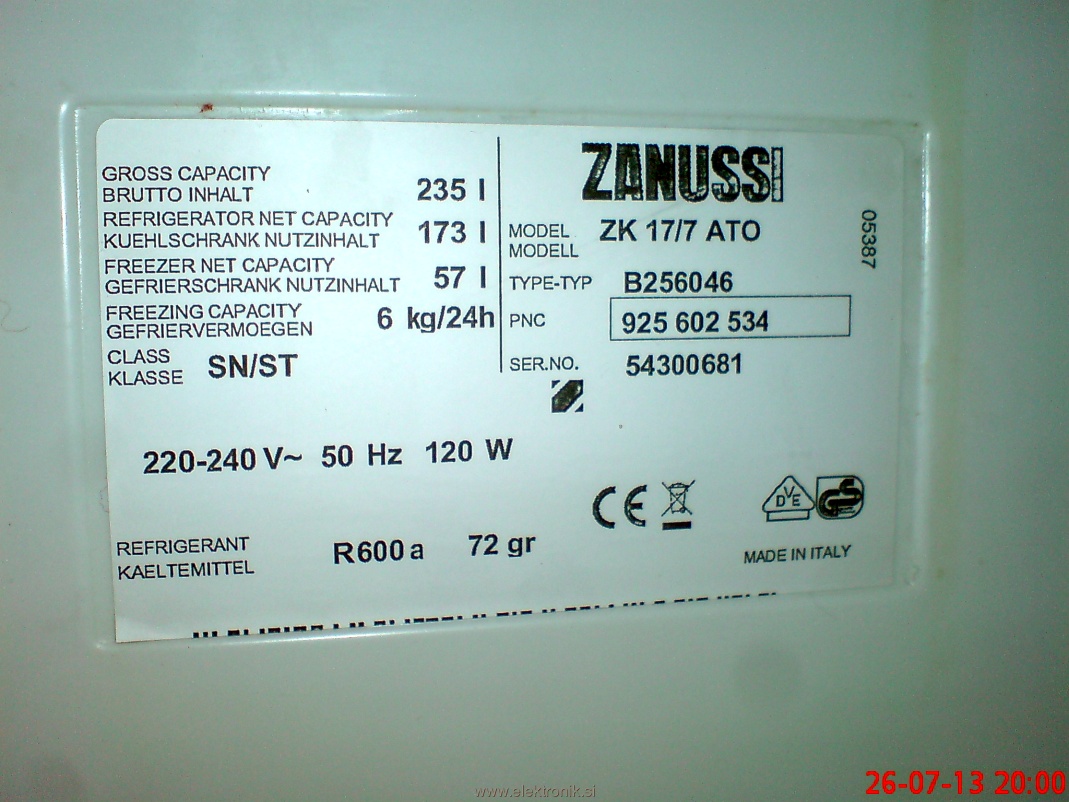 GROSS CAPACITY
BRUTTO INHALT
235 l
REFRIGERATOR NET CAPACITY
KUEHLSCHRANK NUTZINHALT
173 l
FREEZER NET CAPACITY
GEFRIERSCHRANK NUTZINHALT
57 l
FREEZING CAPACITY
GEFRIERVERMOEGEN
6 kg/24h
CLASS
KLASSE
SN/ST
ZANUSSI
MODEL
MODELL
ZK 17/7 ATO
TYPE-TYP B256046
PNC 925 602 534
SER.NO. 54300681
05387
220-240 V~ 50 Hz 120 W
CE
DVE
GS
REFRIGERANT
KAELTEMITTEL
R600a 72 gr
MADE IN ITALY
www.elektronik.si
26-07-13 20:00